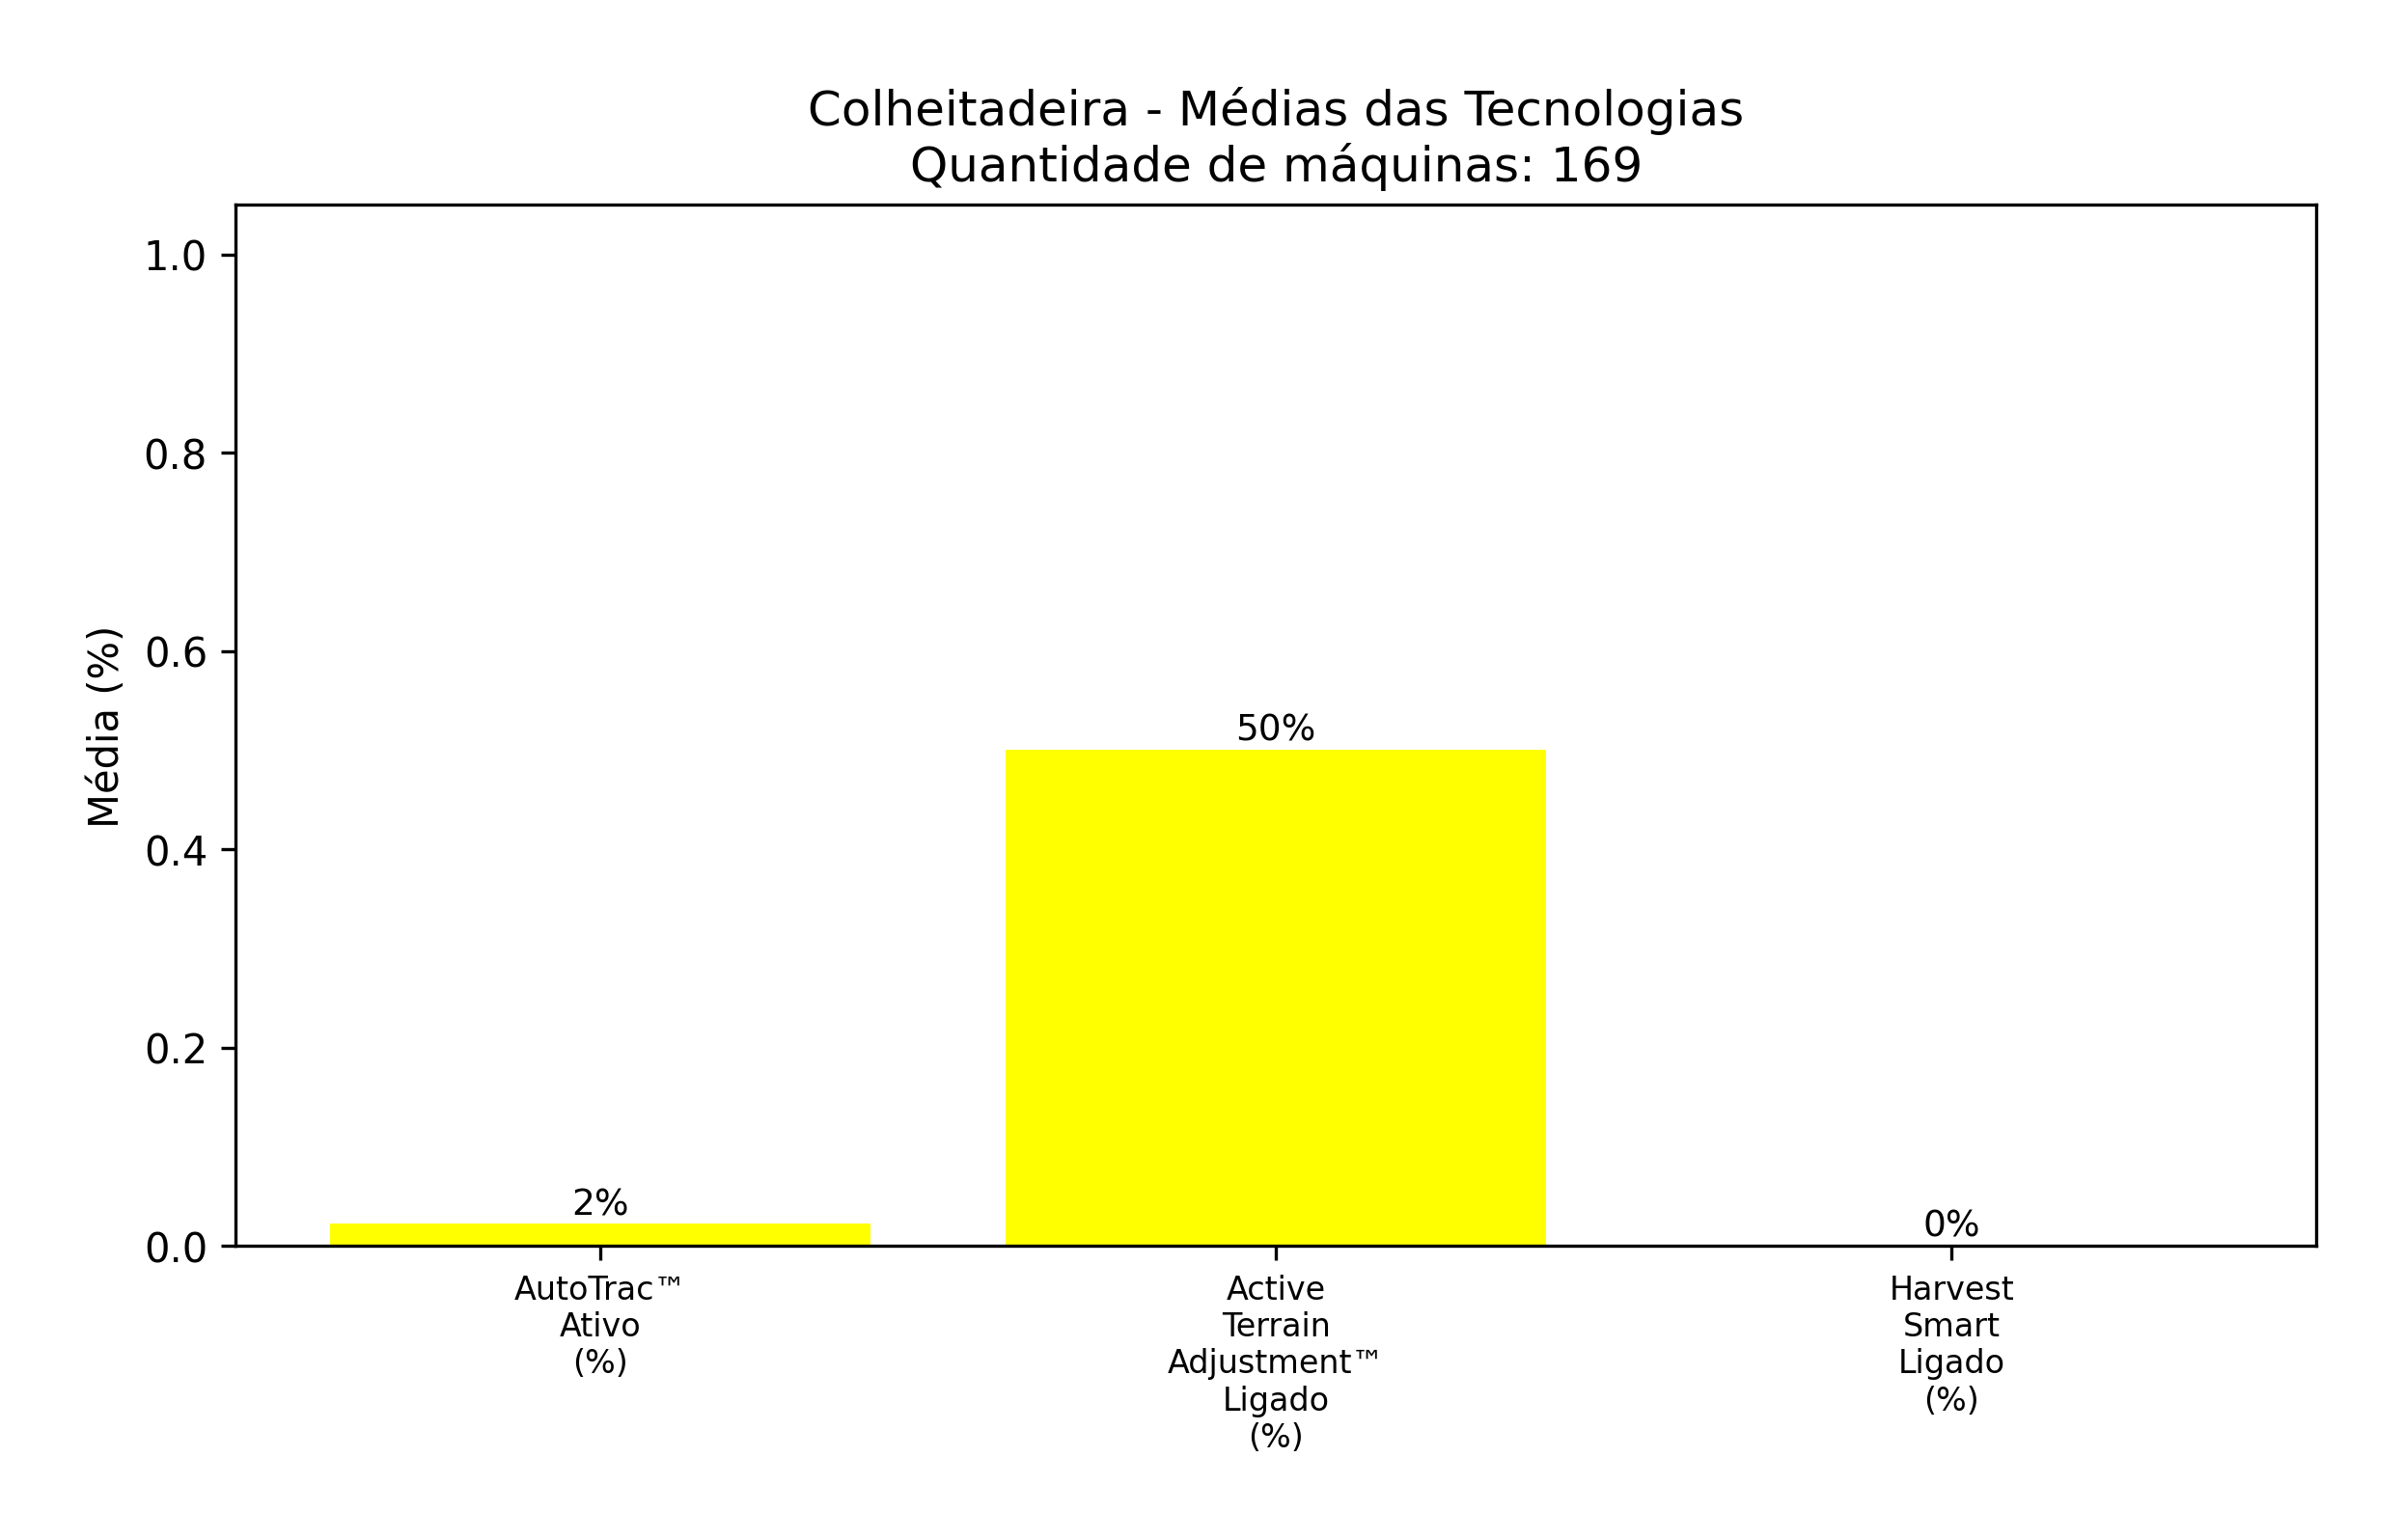 Colheitadeira - Médias das Tecnologias
Quantidade de máquinas: 169
Média (%)
1.0
0.8
0.6
0.4
0.2
0.0
2%
50%
0%
AutoTrac™
Ativo
(%)
Active
Terrain
Adjustment™
Ligado
(%)
Harvest
Smart
Ligado
(%)